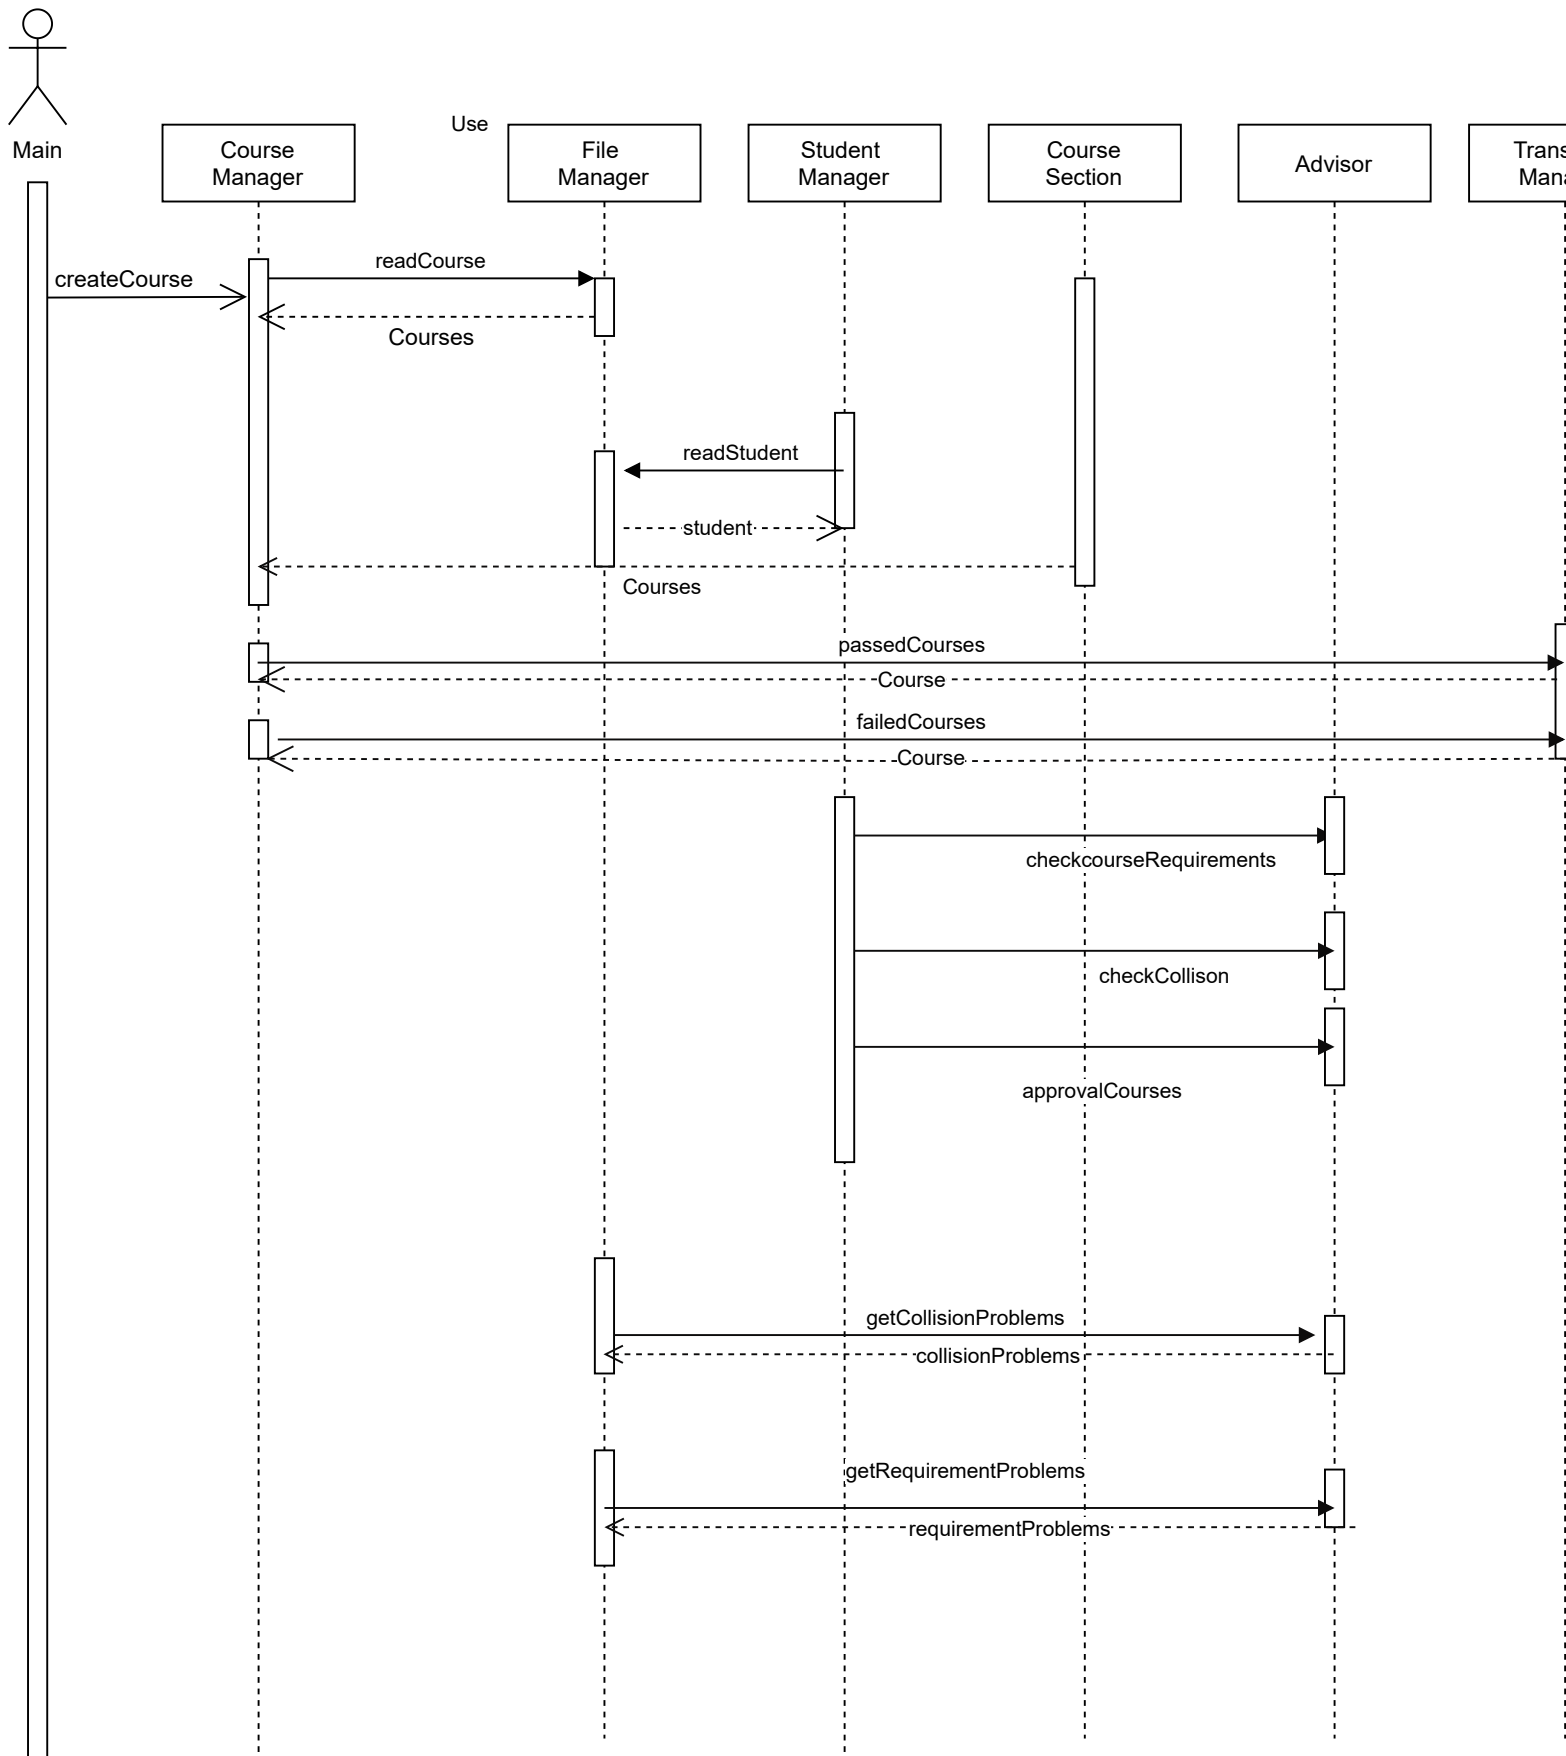 Main
Use
Course
Manager
File
Manager
Student
Manager
Course
Section
Advisor
createCourse
readCourse
Courses
readStudent
student
Courses
passedCourses
Course
failedCourses
Course
checkcourseRequirements
checkCollison
approvalCourses
getCollisionProblems
collisionProblems
getRequirementProblems
requirementProblems